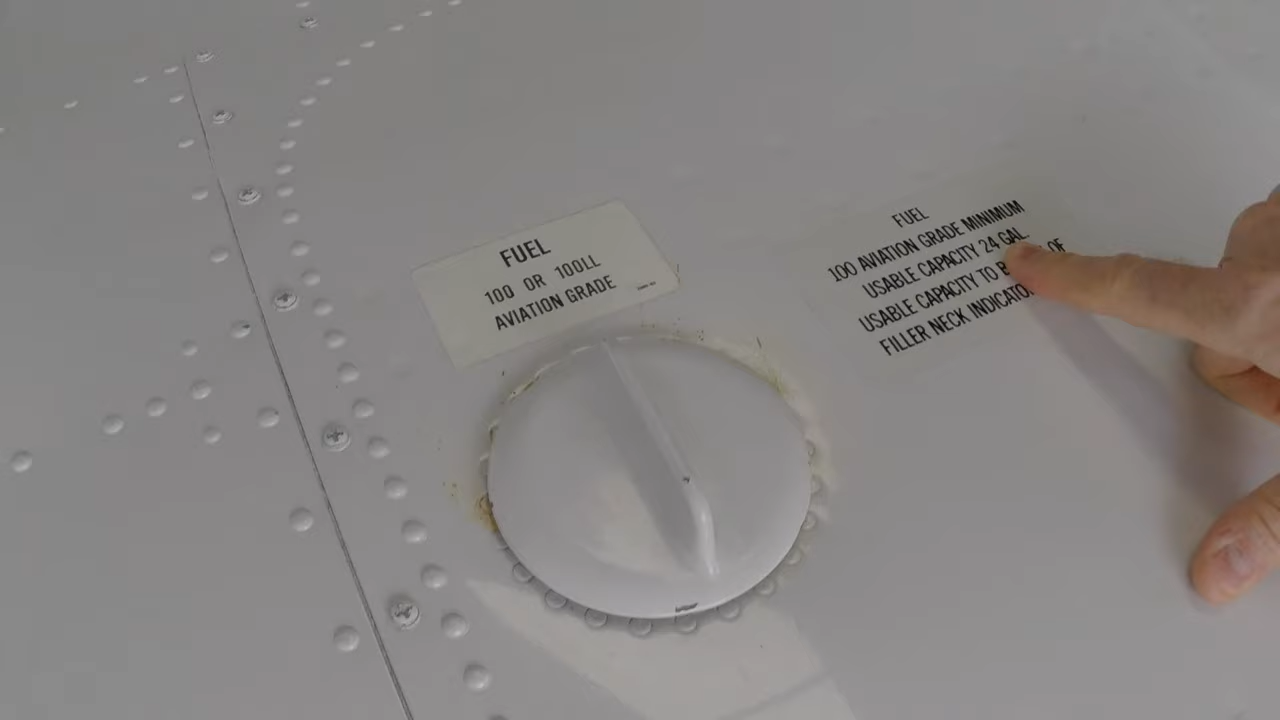 FUEL
100 OR 100LL
AVIATION GRADE
FUEL
100 AVIATION GRADE MINIMUM
USABLE CAPACITY 24 GAL.
USABLE CAPACITY TO OF
FILLER NECK